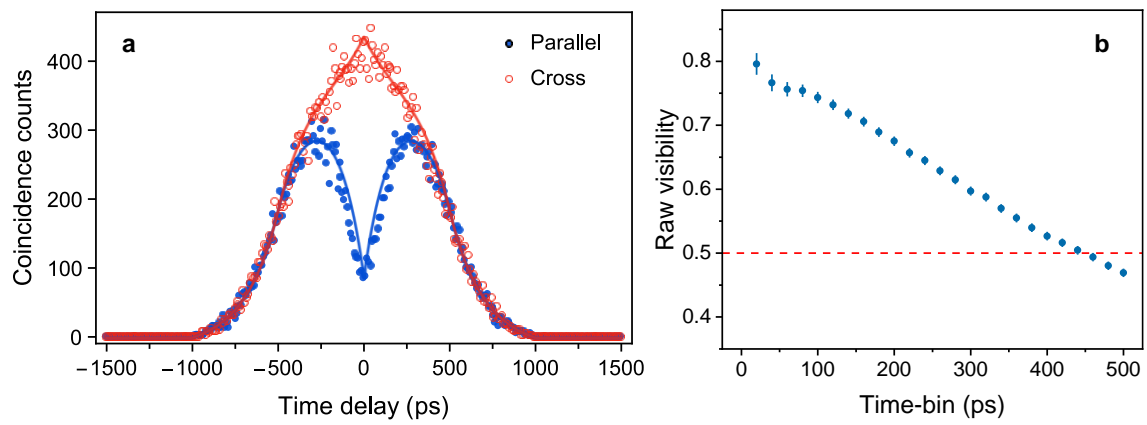 a
Parallel
Cross
400
300
200
100
0
−1500
−1000
−500
0
500
1000
1500
Coincidence counts
Time delay (ps)
b
0.8
0.7
0.6
0.5
0.4
0
100
200
300
400
500
Raw visibility
Time-bin (ps)